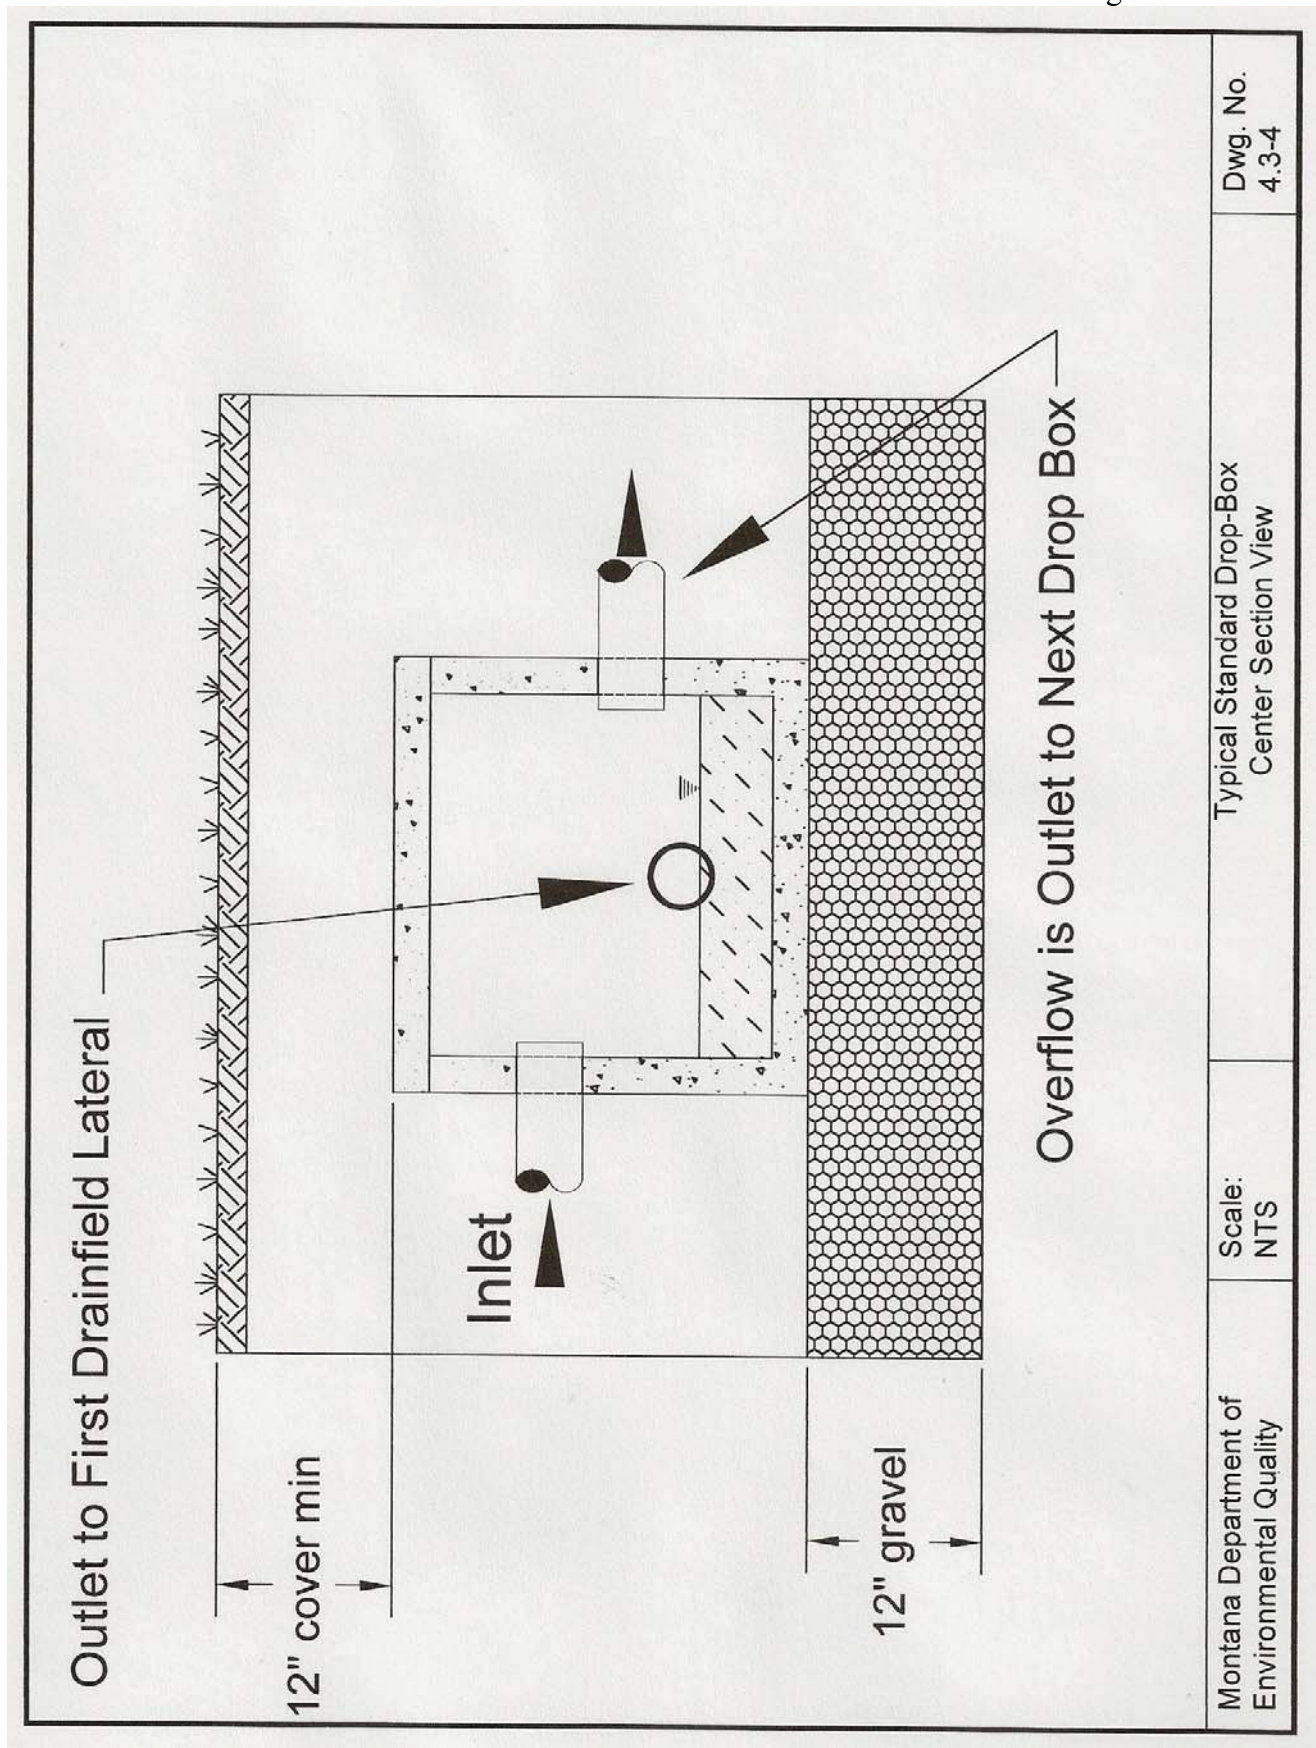 Outlet to First Drainfield Lateral
12" cover min
Inlet
12" gravel
Overflow is Outlet to Next Drop Box
Montana Department of
Environmental Quality
Scale:
NTS
Typical Standard Drop-Box
Center Section View
Dwg. No.
4.3-4